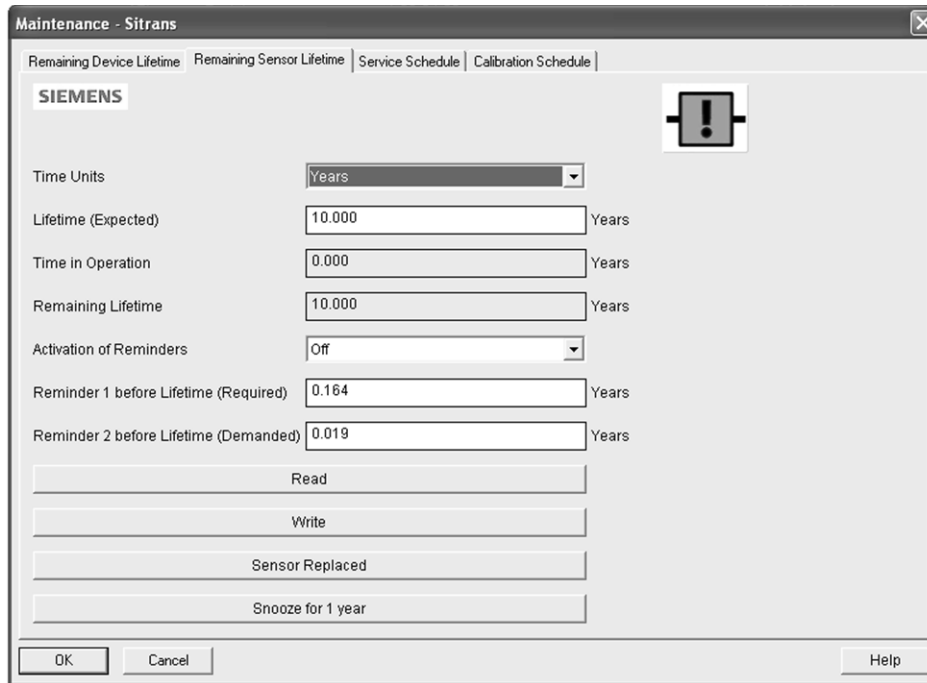 Maintenance - Sitrans
Remaining Device Lifetime Remaining Sensor Lifetime Service Schedule Calibration Schedule
SIEMENS
Time Units Years
Lifetime (Expected) 10.000 Years
Time in Operation 0.000 Years
Remaining Lifetime 10.000 Years
Activation of Reminders Off
Reminder 1 before Lifetime (Required) 0.164 Years
Reminder 2 before Lifetime (Demanded) 0.019 Years
Read
Write
Sensor Replaced
Snooze for 1 year
OK Cancel Help